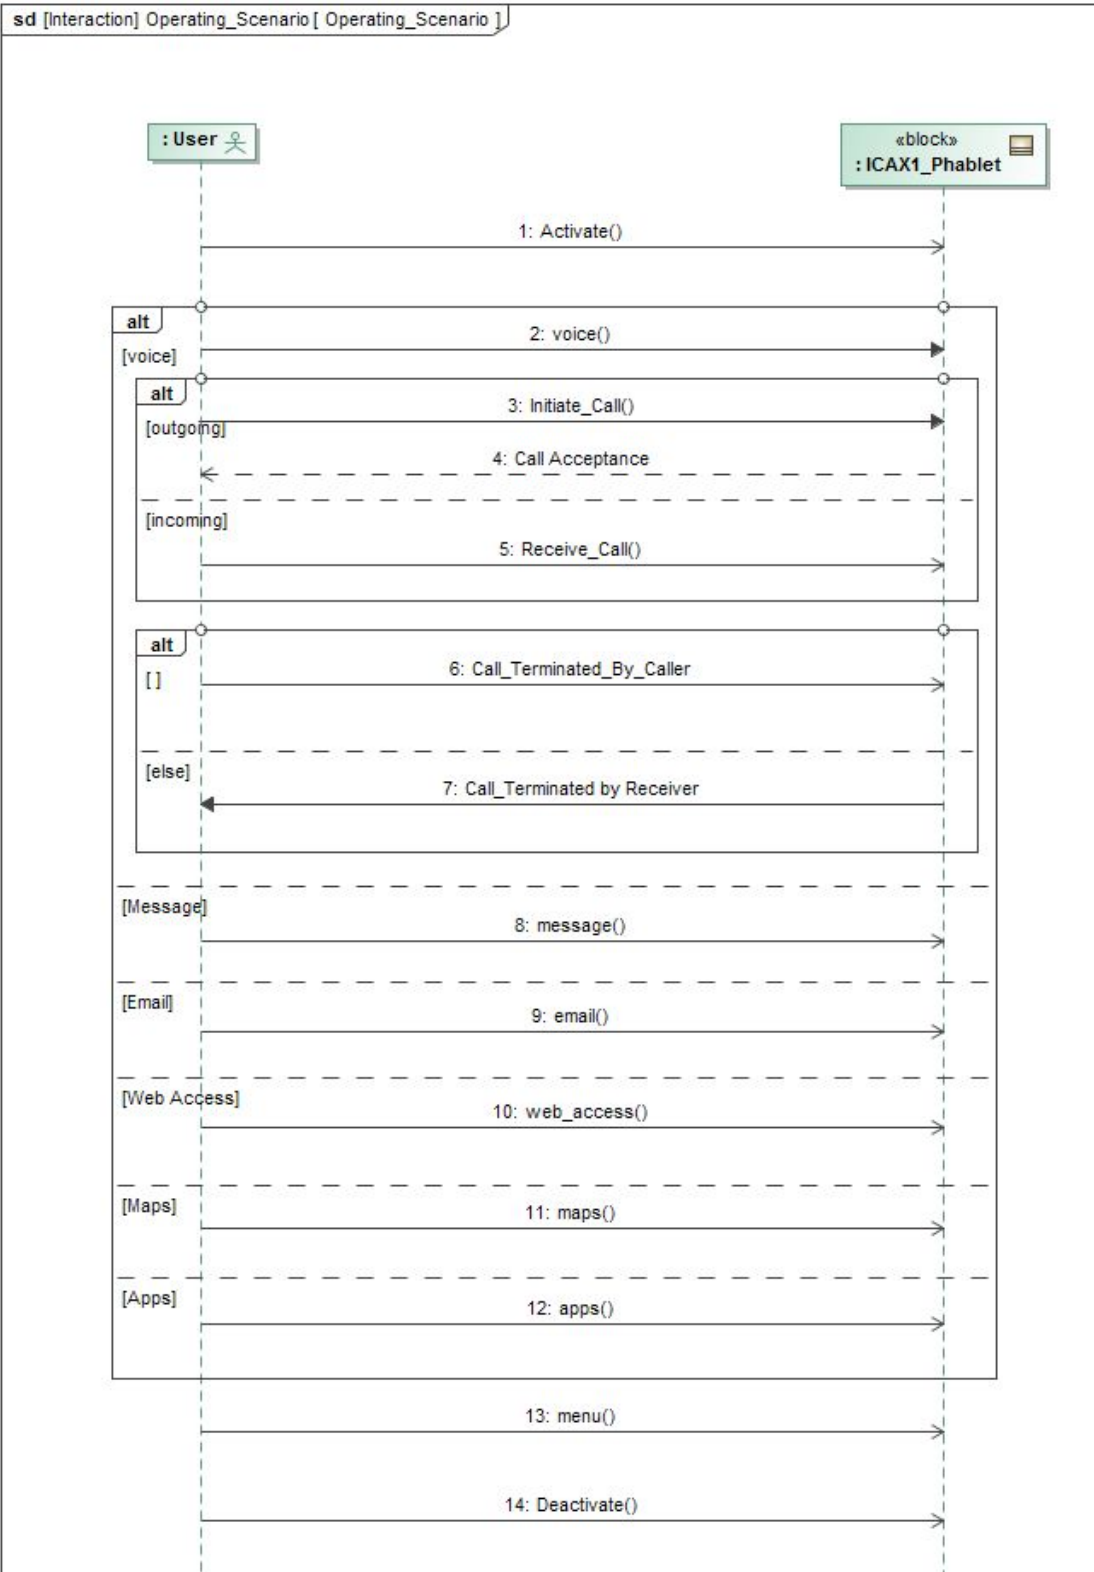 sd [Interaction] Operating_Scenario [ Operating_Scenario ]
: User
«block»
: ICAX1_Phablet
1: Activate()
alt
2: voice()
[voice]
alt
3: Initiate_Call()
[outgoing]
4: Call Acceptance
[incoming]
5: Receive_Call()
alt
6: Call_Terminated_By_Caller
[ ]
[else]
7: Call_Terminated by Receiver
[Message]
8: message()
[Email]
9: email()
[Web Access]
10: web_access()
[Maps]
11: maps()
[Apps]
12: apps()
13: menu()
14: Deactivate()